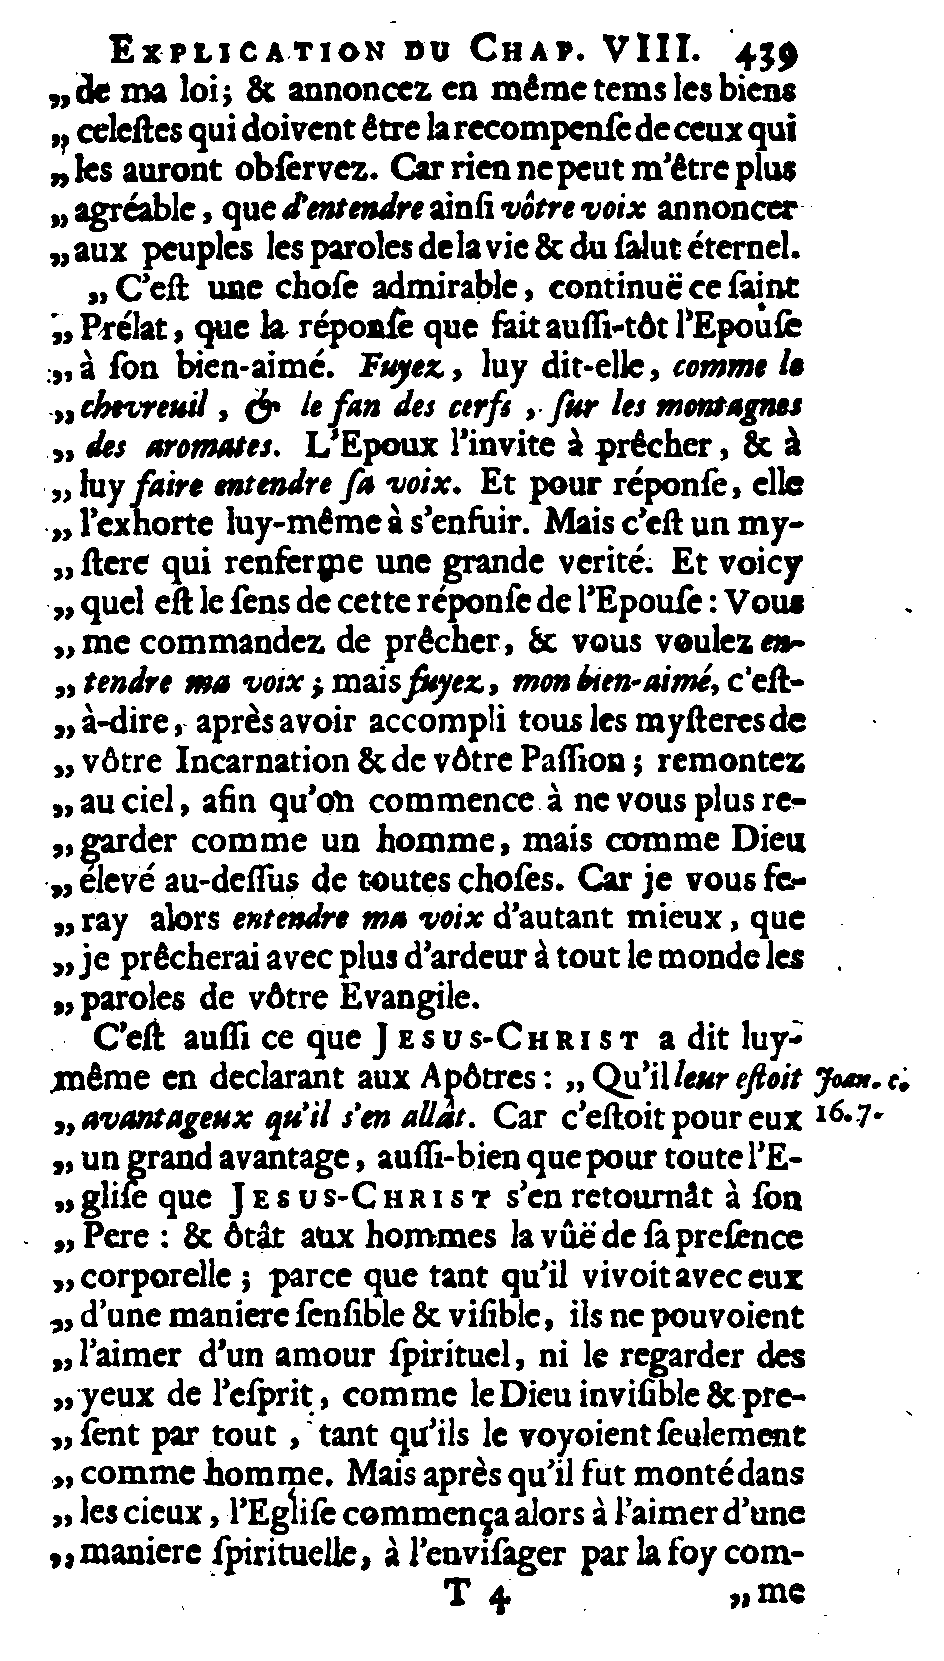 EXPLICATION DU CHAP. VIII. 439
„de ma loi; & annoncez en même tems les biens
„celeſtes qui doivent être la recompenſe de ceux qui
„les auront obſervez. Car rien ne peut m'être plus
„agréable, que d'entendre ainſi vôtre voix annoncer
„aux peuples les paroles de la vie & du ſalut éternel.
„C'eſt une choſe admirable, continuë ce ſaint
„Prélat, que la réponſe que fait auſſi-tôt l'Epouſe
„à ſon bien-aimé. Fuyez, luy dit-elle, comme le
„chevreuil, & le fan des cerfs, ſur les montagnes
„des aromates. L'Epoux l'invite à prêcher, & à
„luy faire entendre ſa voix. Et pour réponſe, elle
„l'exhorte luy-même à s'enfuir. Mais c'eſt un my-
„ſtere qui renferme une grande verité. Et voicy
„quel eſt le ſens de cette réponſe de l'Epouſe: Vous
„me commandez de prêcher, & vous voulez en-
„tendre ma voix; mais fuyez, mon bien-aimé, c'eſt-
„à-dire, après avoir accompli tous les myſteres de
„vôtre Incarnation & de vôtre Paſſion; remontez
„au ciel, afin qu'on commence à ne vous plus re-
„garder comme un homme, mais comme Dieu
„élevé au-deſſus de toutes choſes. Car je vous fe-
„ray alors entendre ma voix d'autant mieux, que
„je prêcherai avec plus d'ardeur à tout le monde les
„paroles de vôtre Evangile.
C'eſt auſſi ce que JESUS-CHRIST a dit luy-
même en declarant aux Apôtres: „Qu'il leur eſtoit Joan. c.
„avantageux qu'il s'en allât. Car c'eſtoit pour eux 16.7.
„un grand avantage, auſſi-bien que pour toute l'E-
„gliſe que JESUS-CHRIST s'en retournât à ſon
„Pere: & ôtât aux hommes la vûë de ſa preſence
„corporelle; parce que tant qu'il vivoit avec eux
„d'une maniere ſenſible & viſible, ils ne pouvoient
„l'aimer d'un amour ſpirituel, ni le regarder des
„yeux de l'eſprit, comme le Dieu inviſible & pre-
„ſent par tout, tant qu'ils le voyoient ſeulement
„comme homme. Mais après qu'il fut monté dans
„les cieux, l'Egliſe commença alors à l'aimer d'une
„maniere ſpirituelle, à l'enviſager par la foy com-
T 4 „me